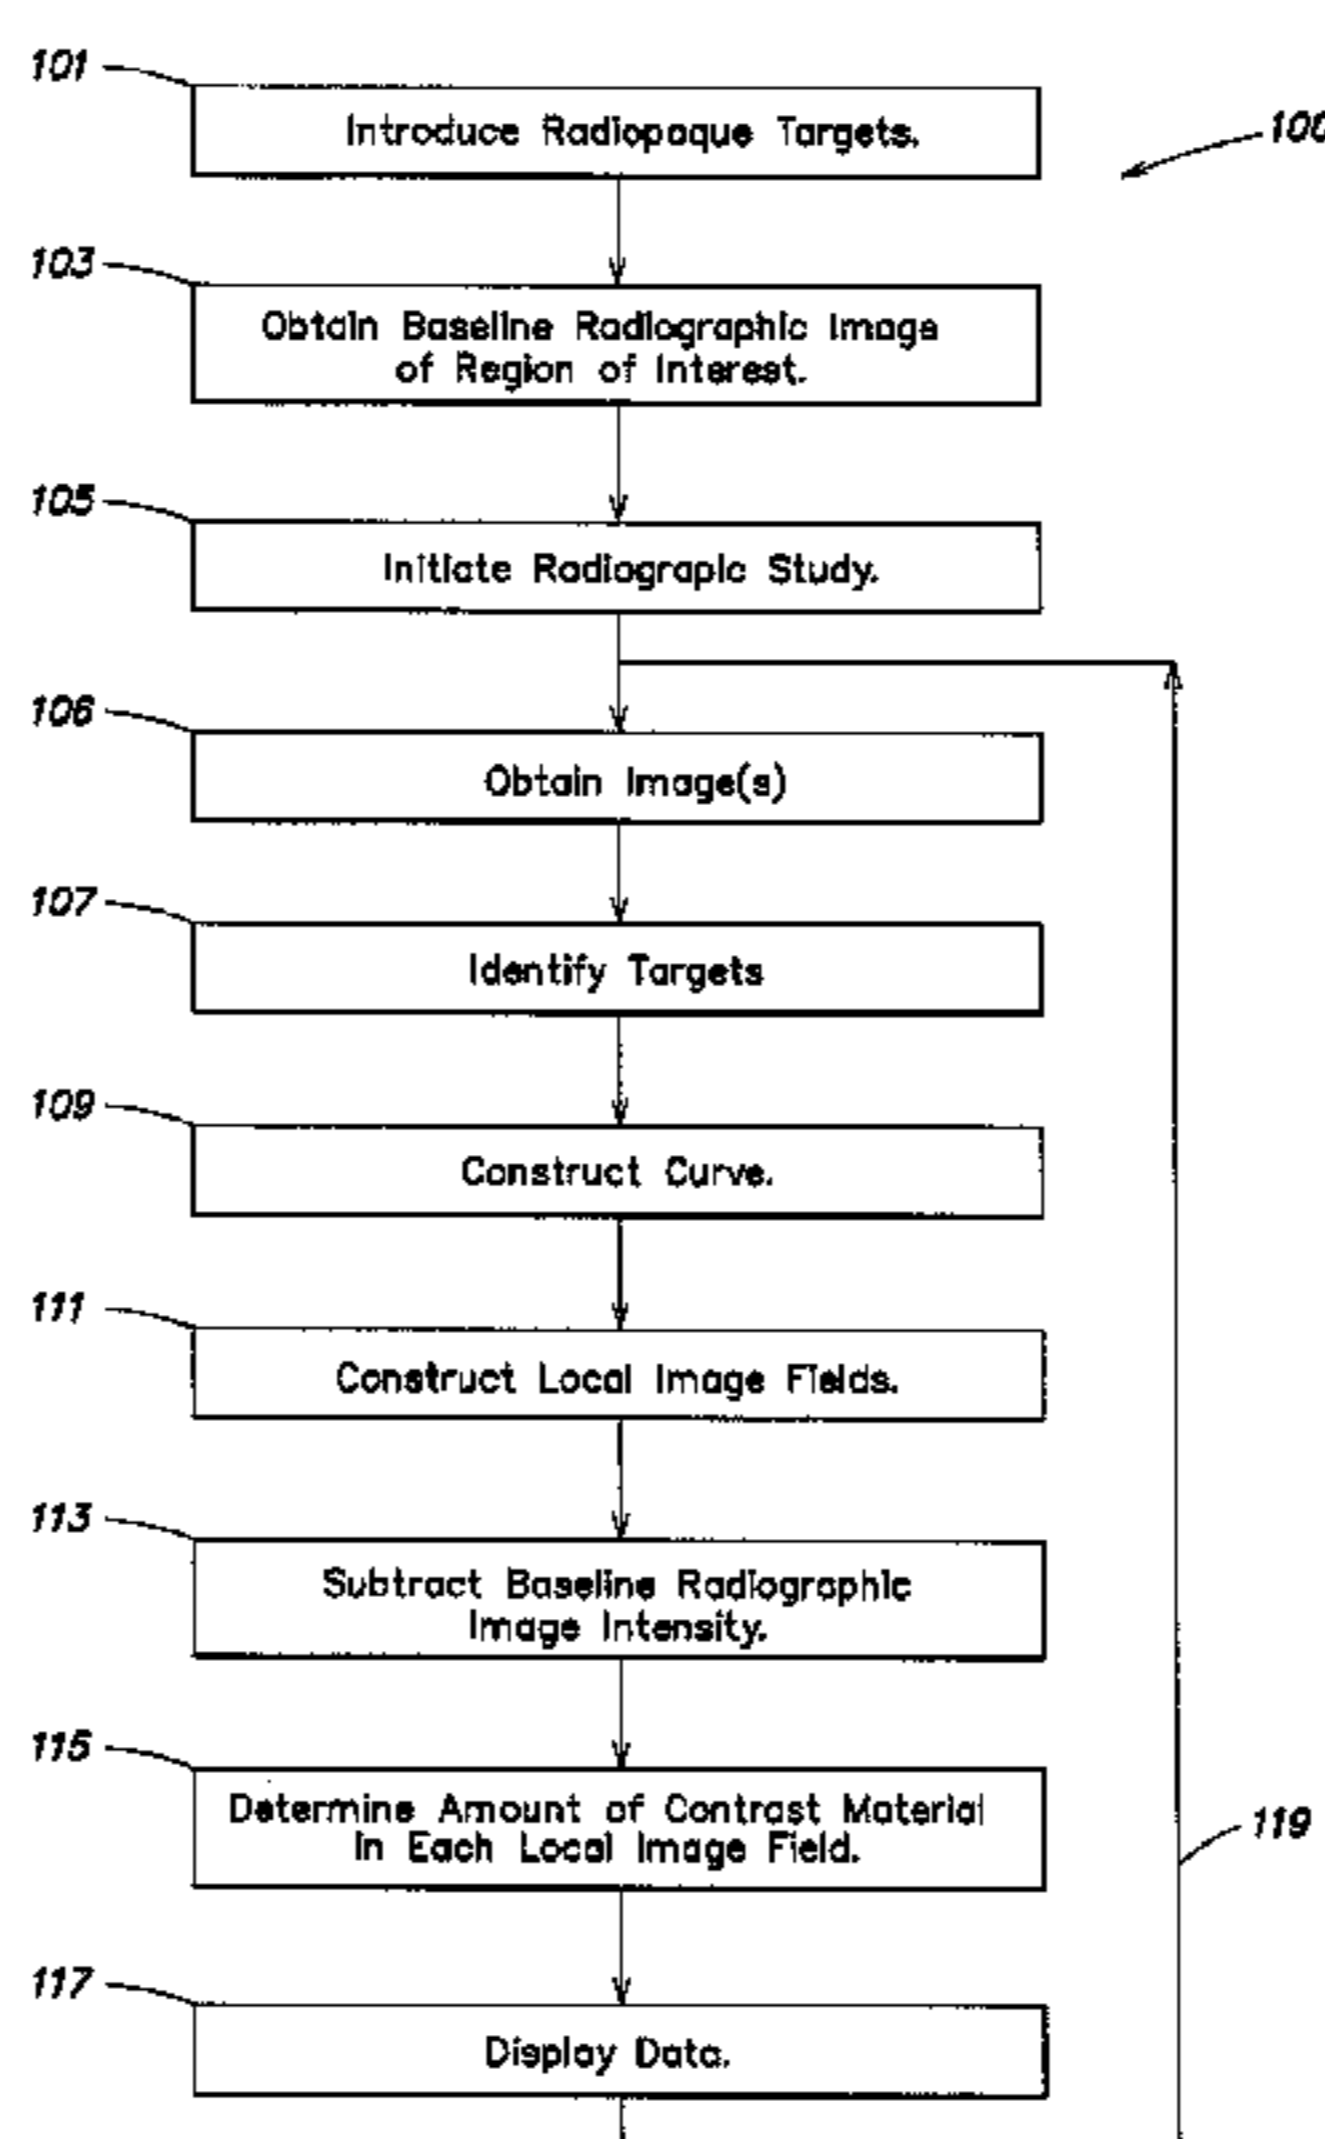 101
Introduce Radiopaque Targets.
100
103
Obtain Baseline Radiographic Image
of Region of Interest.
105
Initiate Radiograpic Study.
106
Obtain Image(s)
107
Identify Targets
109
Construct Curve.
111
Construct Local Image Fields.
113
Subtract Baseline Radiographic
Image Intensity.
115
Determine Amount of Contrast Material
in Each Local Image Field.
119
117
Display Data.